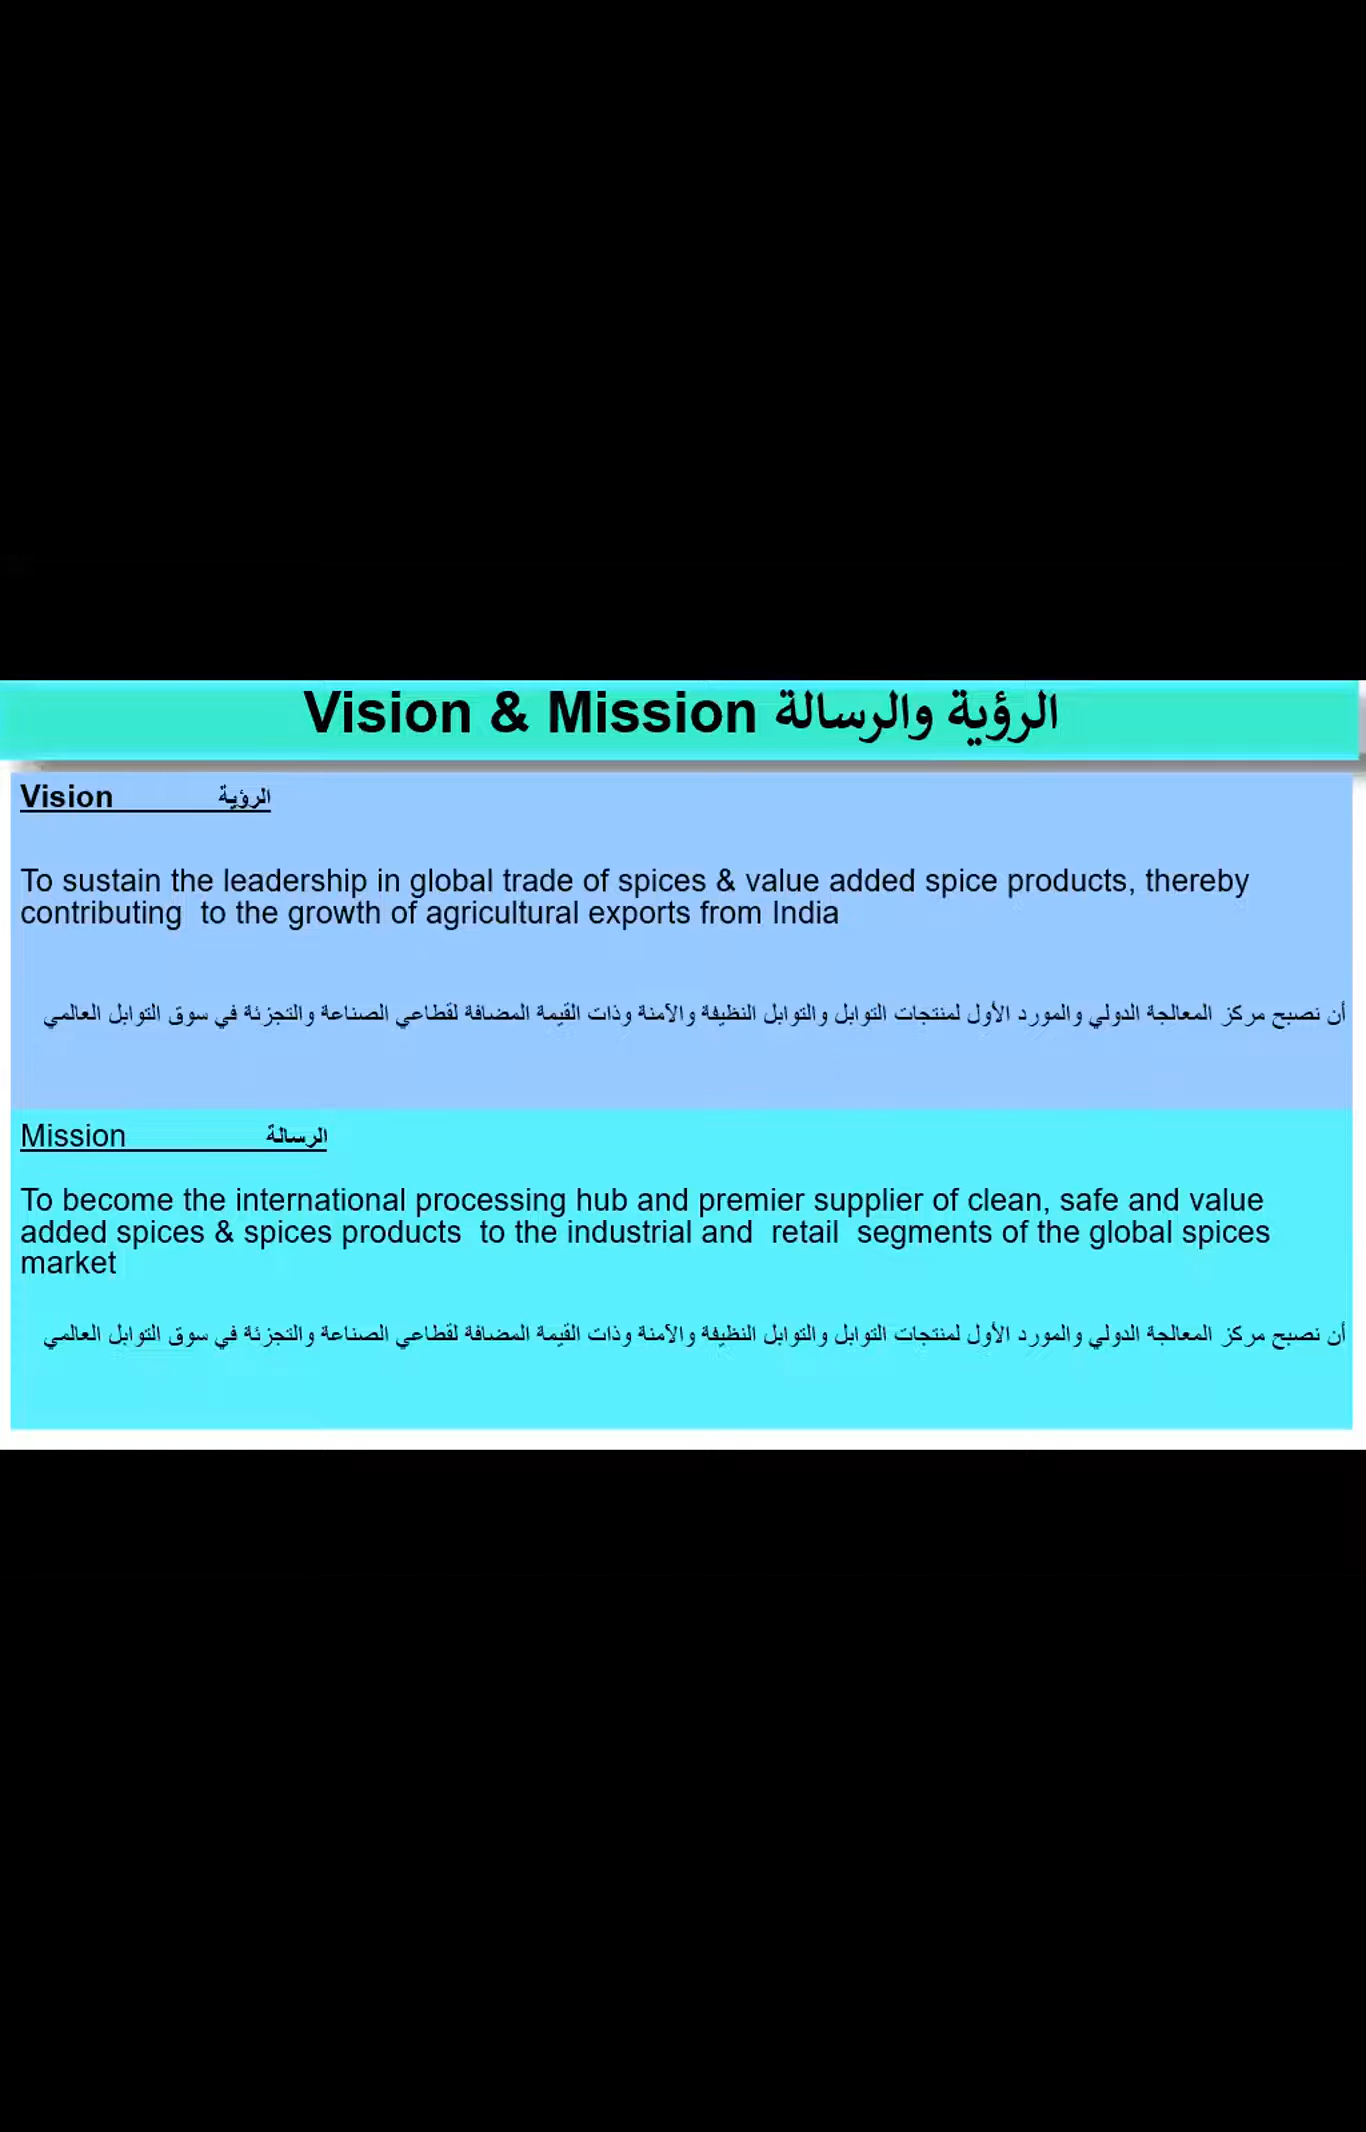 Vision & Mission الرؤية والرسالة
Vision الرؤية
To sustain the leadership in global trade of spices & value added spice products, thereby
contributing to the growth of agricultural exports from India
أن نصبح مركز المعالجة الدولي والمورد الأول لمنتجات التوابل والتوابل النظيفة والآمنة وذات القيمة المضافة لقطاعي الصناعة والتجزئة في سوق التوابل العالمي
Mission الرسالة
To become the international processing hub and premier supplier of clean, safe and value
added spices & spices products to the industrial and retail segments of the global spices
market
أن نصبح مركز المعالجة الدولي والمورد الأول لمنتجات التوابل والتوابل النظيفة والآمنة وذات القيمة المضافة لقطاعي الصناعة والتجزئة في سوق التوابل العالمي